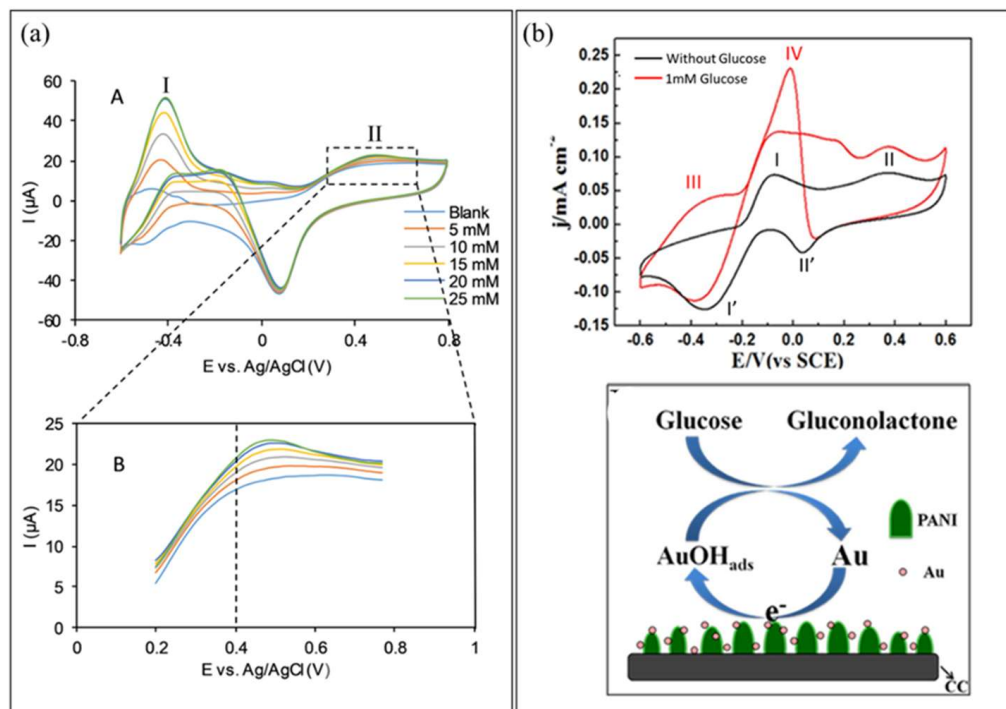 (a)
A
I
II
I (µA)
60
40
20
0
-20
-40
-60
-0.8
-0.4
0.0
0.4
0.8
E vs. Ag/AgCl (V)
Blank
5 mM
10 mM
15 mM
20 mM
25 mM
B
I (µA)
25
20
15
10
5
0
0
0.2
0.4
0.6
0.8
1
E vs. Ag/AgCl (V)
(b)
Without Glucose
1mM Glucose
IV
I
II
III
I′
II′
j/mA cm⁻²
0.25
0.20
0.15
0.10
0.05
0.00
-0.05
-0.10
-0.15
-0.6
-0.4
-0.2
0.0
0.2
0.4
0.6
E/V(vs SCE)
Glucose
Gluconolactone
AuOHads
Au
e⁻
PANI
Au
CC